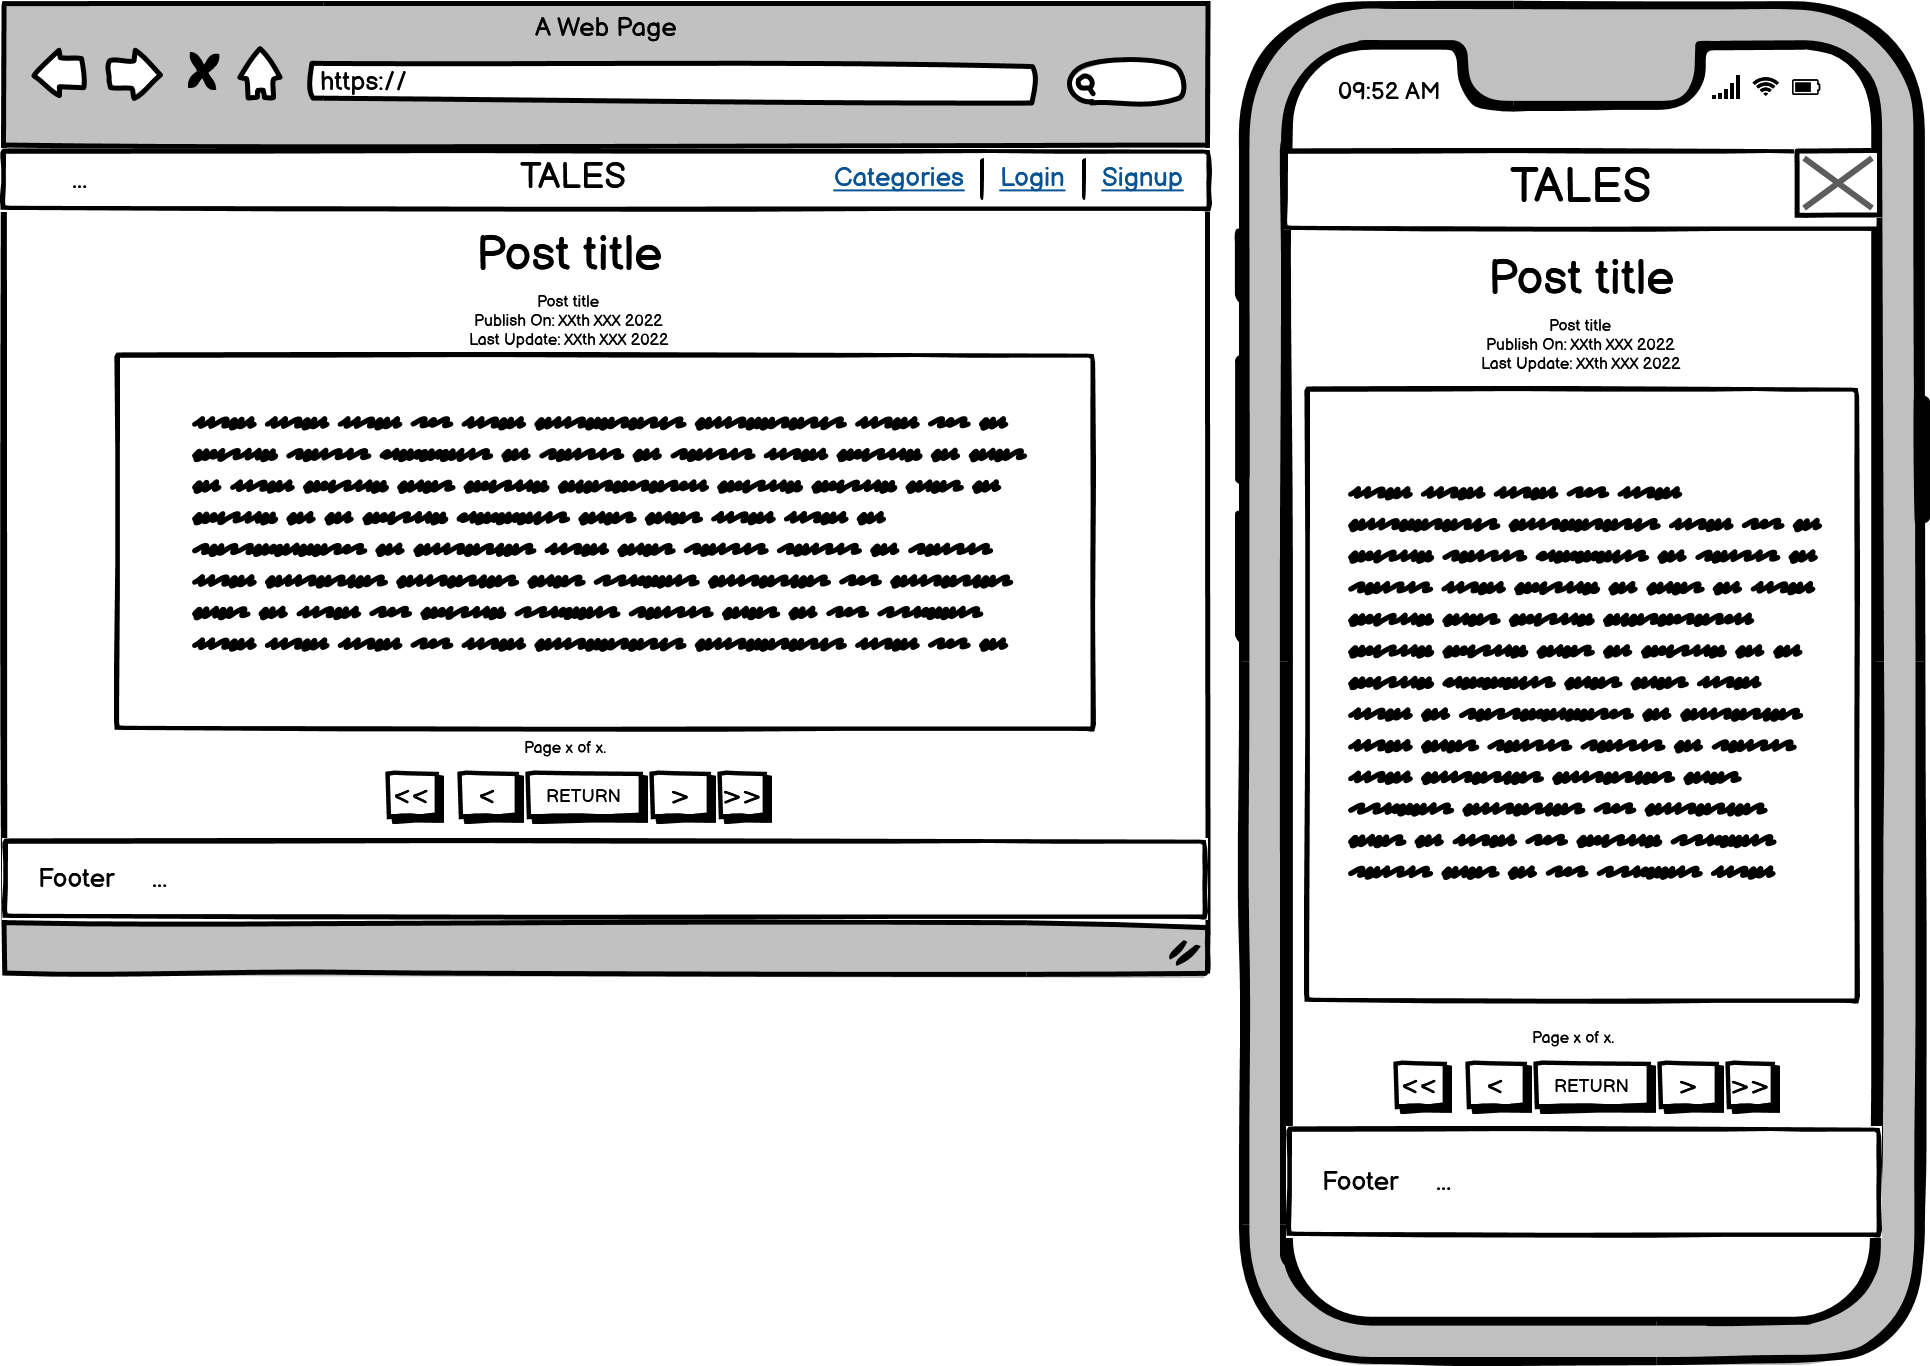 A Web Page
https://
... TALES Categories Login Signup
Post title
Post title
Publish On: XXth XXX 2022
Last Update: XXth XXX 2022
Page x of x.
<< < RETURN > >>
Footer ...
09:52 AM
TALES
Post title
Post title
Publish On: XXth XXX 2022
Last Update: XXth XXX 2022
Page x of x.
<< < RETURN > >>
Footer ...